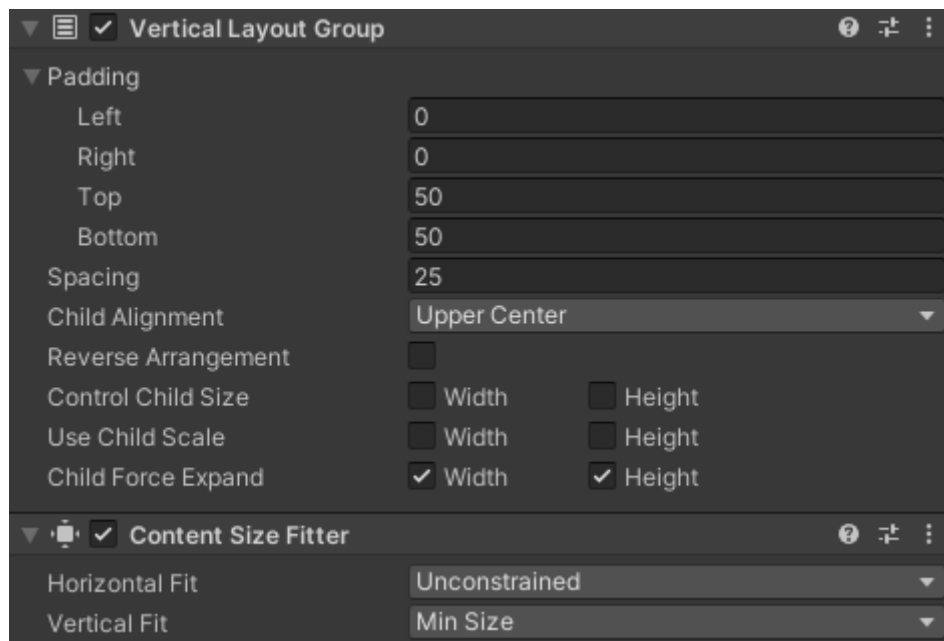 Vertical Layout Group
Padding
Left 0
Right 0
Top 50
Bottom 50
Spacing 25
Child Alignment Upper Center
Reverse Arrangement
Control Child Size Width Height
Use Child Scale Width Height
Child Force Expand Width Height
Content Size Fitter
Horizontal Fit Unconstrained
Vertical Fit Min Size